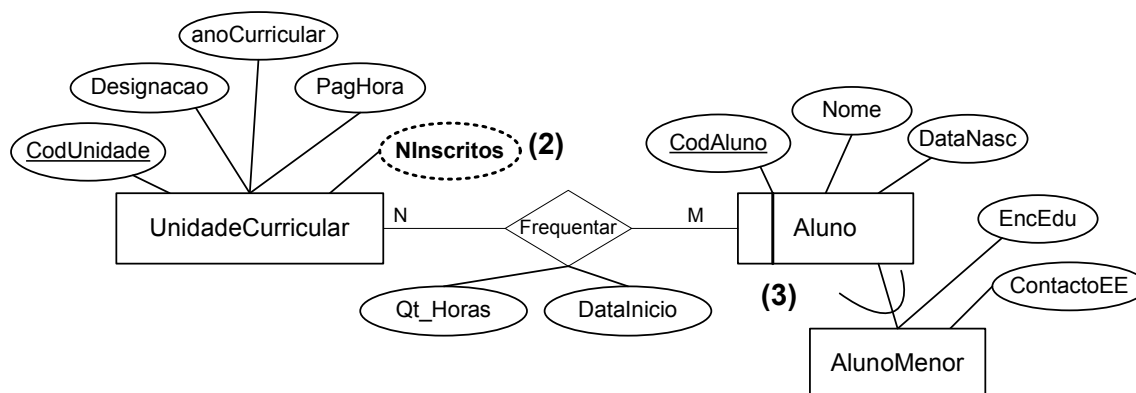 anoCurricular
Designacao
PagHora
CodUnidade
NInscritos (2)
UnidadeCurricular
N
Frequentar
M
Qt_Horas
DataInicio
CodAluno
Nome
DataNasc
Aluno
(3)
EncEdu
ContactoEE
AlunoMenor